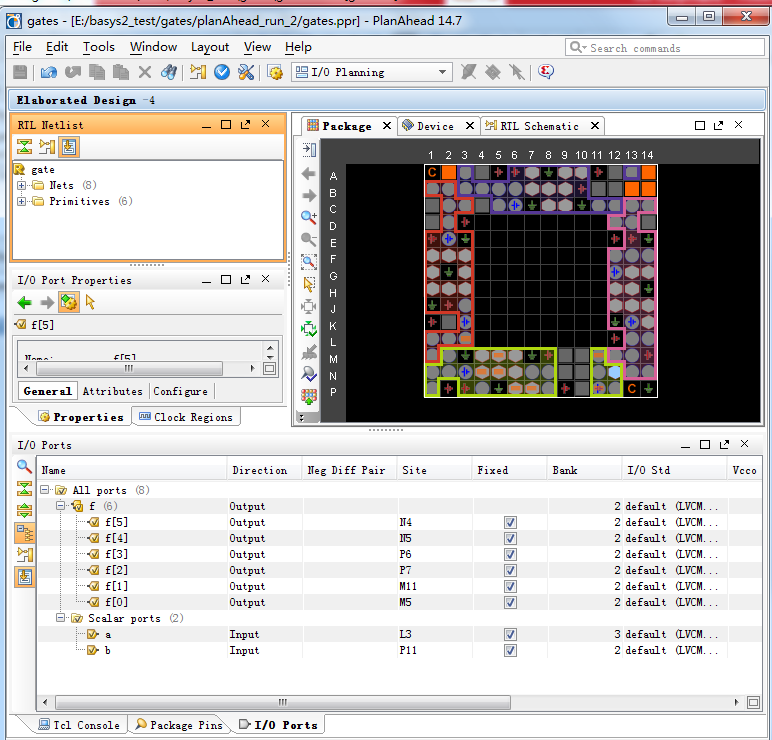 gates - [E:/basys2_test/gates/planAhead_run_2/gates.ppr] - PlanAhead 14.7
File Edit Tools Window Layout View Help
Search commands
I/O Planning
Elaborated Design -4
RTL Netlist
gate
Nets (8)
Primitives (6)
I/O Port Properties
f[5]
Name: f[5]
General Attributes Configure
Properties Clock Regions
Package Device RTL Schematic
1 2 3 4 5 6 7 8 9 10 11 12 13 14
A
B
C
D
E
F
G
H
J
K
L
M
N
P
C
C
I/O Ports
Name Direction Neg Diff Pair Site Fixed Bank I/O Std Vcco
All ports (8)
f (6) Output 2 default (LVCM...
f[5] Output N4 2 default (LVCM...
f[4] Output N5 2 default (LVCM...
f[3] Output P6 2 default (LVCM...
f[2] Output P7 2 default (LVCM...
f[1] Output M11 2 default (LVCM...
f[0] Output M5 2 default (LVCM...
Scalar ports (2)
a Input L3 3 default (LVCM...
b Input P11 2 default (LVCM...
Tcl Console Package Pins I/O Ports